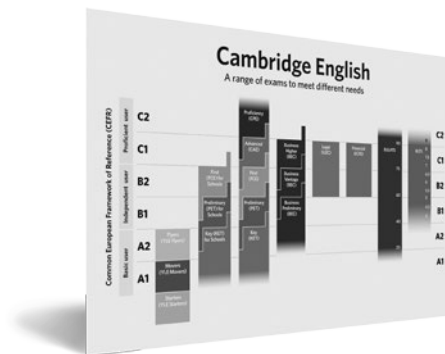 Cambridge English
A range of exams to meet different needs
Common European Framework of Reference (CEFR)
Proficient user
Independent user
Basic user
C2
C1
B2
B1
A2
A1
Flyers
(YLE Flyers)
Movers
(YLE Movers)
Starters
(YLE Starters)
First
(FCE) for
Schools
Preliminary
(PET) for
Schools
Key (KET)
for Schools
Proficiency
(CPE)
Advanced
(CAE)
First
(FCE)
Preliminary
(PET)
Key
(KET)
Business
Higher
(BEC)
Business
Vantage
(BEC)
Business
Preliminary
(BEC)
Legal
(ILEC)
Financial
(ICFE)
BULATS
IELTS
C2
C1
B2
B1
A2
A1